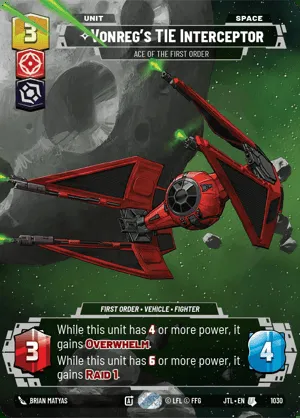 UNIT
SPACE
3
✧ Vonreg's TIE Interceptor
ACE OF THE FIRST ORDER
FIRST ORDER • VEHICLE • FIGHTER
3
While this unit has 4 or more power, it
gains OVERWHELM.
While this unit has 6 or more power, it
gains RAID 1.
4
BRIAN MATYAS
© LFL © FFG
JTL • EN
1030